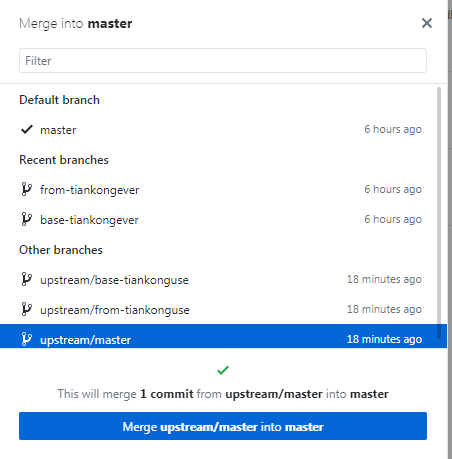 Merge into master
Filter
Default branch
master 6 hours ago
Recent branches
from-tiankongever 6 hours ago
base-tiankongever 6 hours ago
Other branches
upstream/base-tiankonguse 18 minutes ago
upstream/from-tiankonguse 18 minutes ago
upstream/master 18 minutes ago
This will merge 1 commit from upstream/master into master
Merge upstream/master into master